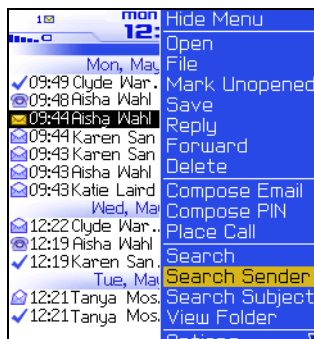 1
mon
12:
Mon, May
09:49 Clyde War.
09:48 Aisha Wahl
09:44 Aisha Wahl
09:44 Karen San
09:43 Karen San
09:43 Aisha Wahl
09:43 Katie Laird
Wed, Ma
12:22 Clyde War..
12:19 Aisha Wahl
12:19 Karen San.
Tue, Ma
12:21 Tanya Mos.
12:21 Tanya Mos.
Hide Menu
Open
File
Mark Unopened
Save
Reply
Forward
Delete
Compose Email
Compose PIN
Place Call
Search
Search Sender
Search Subject
View Folder
Options